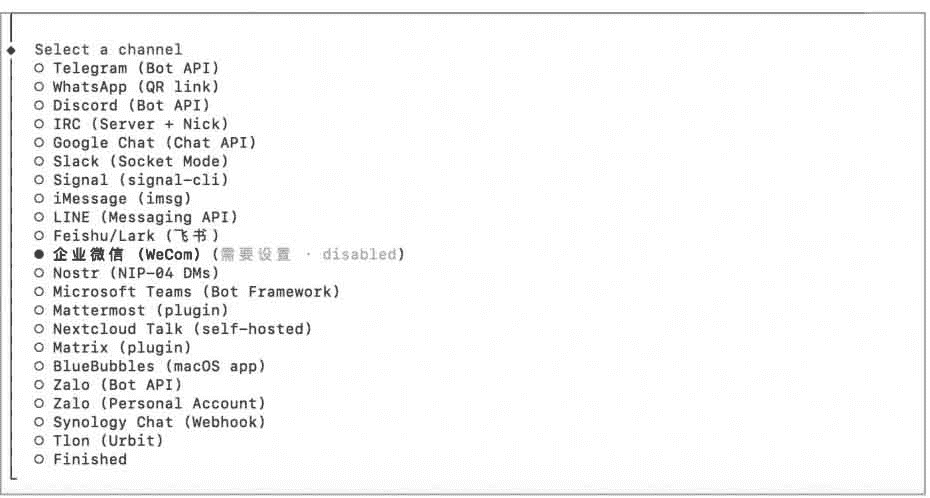 Select a channel
Telegram (Bot API)
WhatsApp (QR link)
Discord (Bot API)
IRC (Server + Nick)
Google Chat (Chat API)
Slack (Socket Mode)
Signal (signal-cli)
iMessage (imsg)
LINE (Messaging API)
Feishu/Lark (飞书)
企业微信 (WeCom) (需要设置 · disabled)
Nostr (NIP-04 DMs)
Microsoft Teams (Bot Framework)
Mattermost (plugin)
Nextcloud Talk (self-hosted)
Matrix (plugin)
BlueBubbles (macOS app)
Zalo (Bot API)
Zalo (Personal Account)
Synology Chat (Webhook)
Tlon (Urbit)
Finished